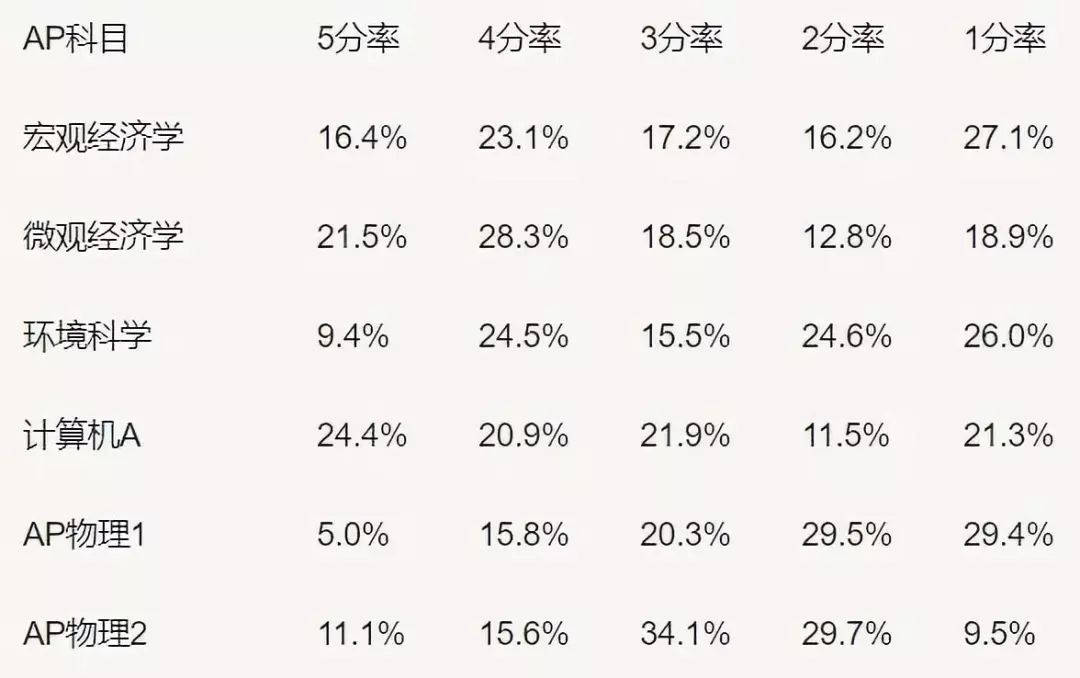 AP科目 5分率 4分率 3分率 2分率 1分率
宏观经济学 16.4% 23.1% 17.2% 16.2% 27.1%
微观经济学 21.5% 28.3% 18.5% 12.8% 18.9%
环境科学 9.4% 24.5% 15.5% 24.6% 26.0%
计算机A 24.4% 20.9% 21.9% 11.5% 21.3%
AP物理1 5.0% 15.8% 20.3% 29.5% 29.4%
AP物理2 11.1% 15.6% 34.1% 29.7% 9.5%